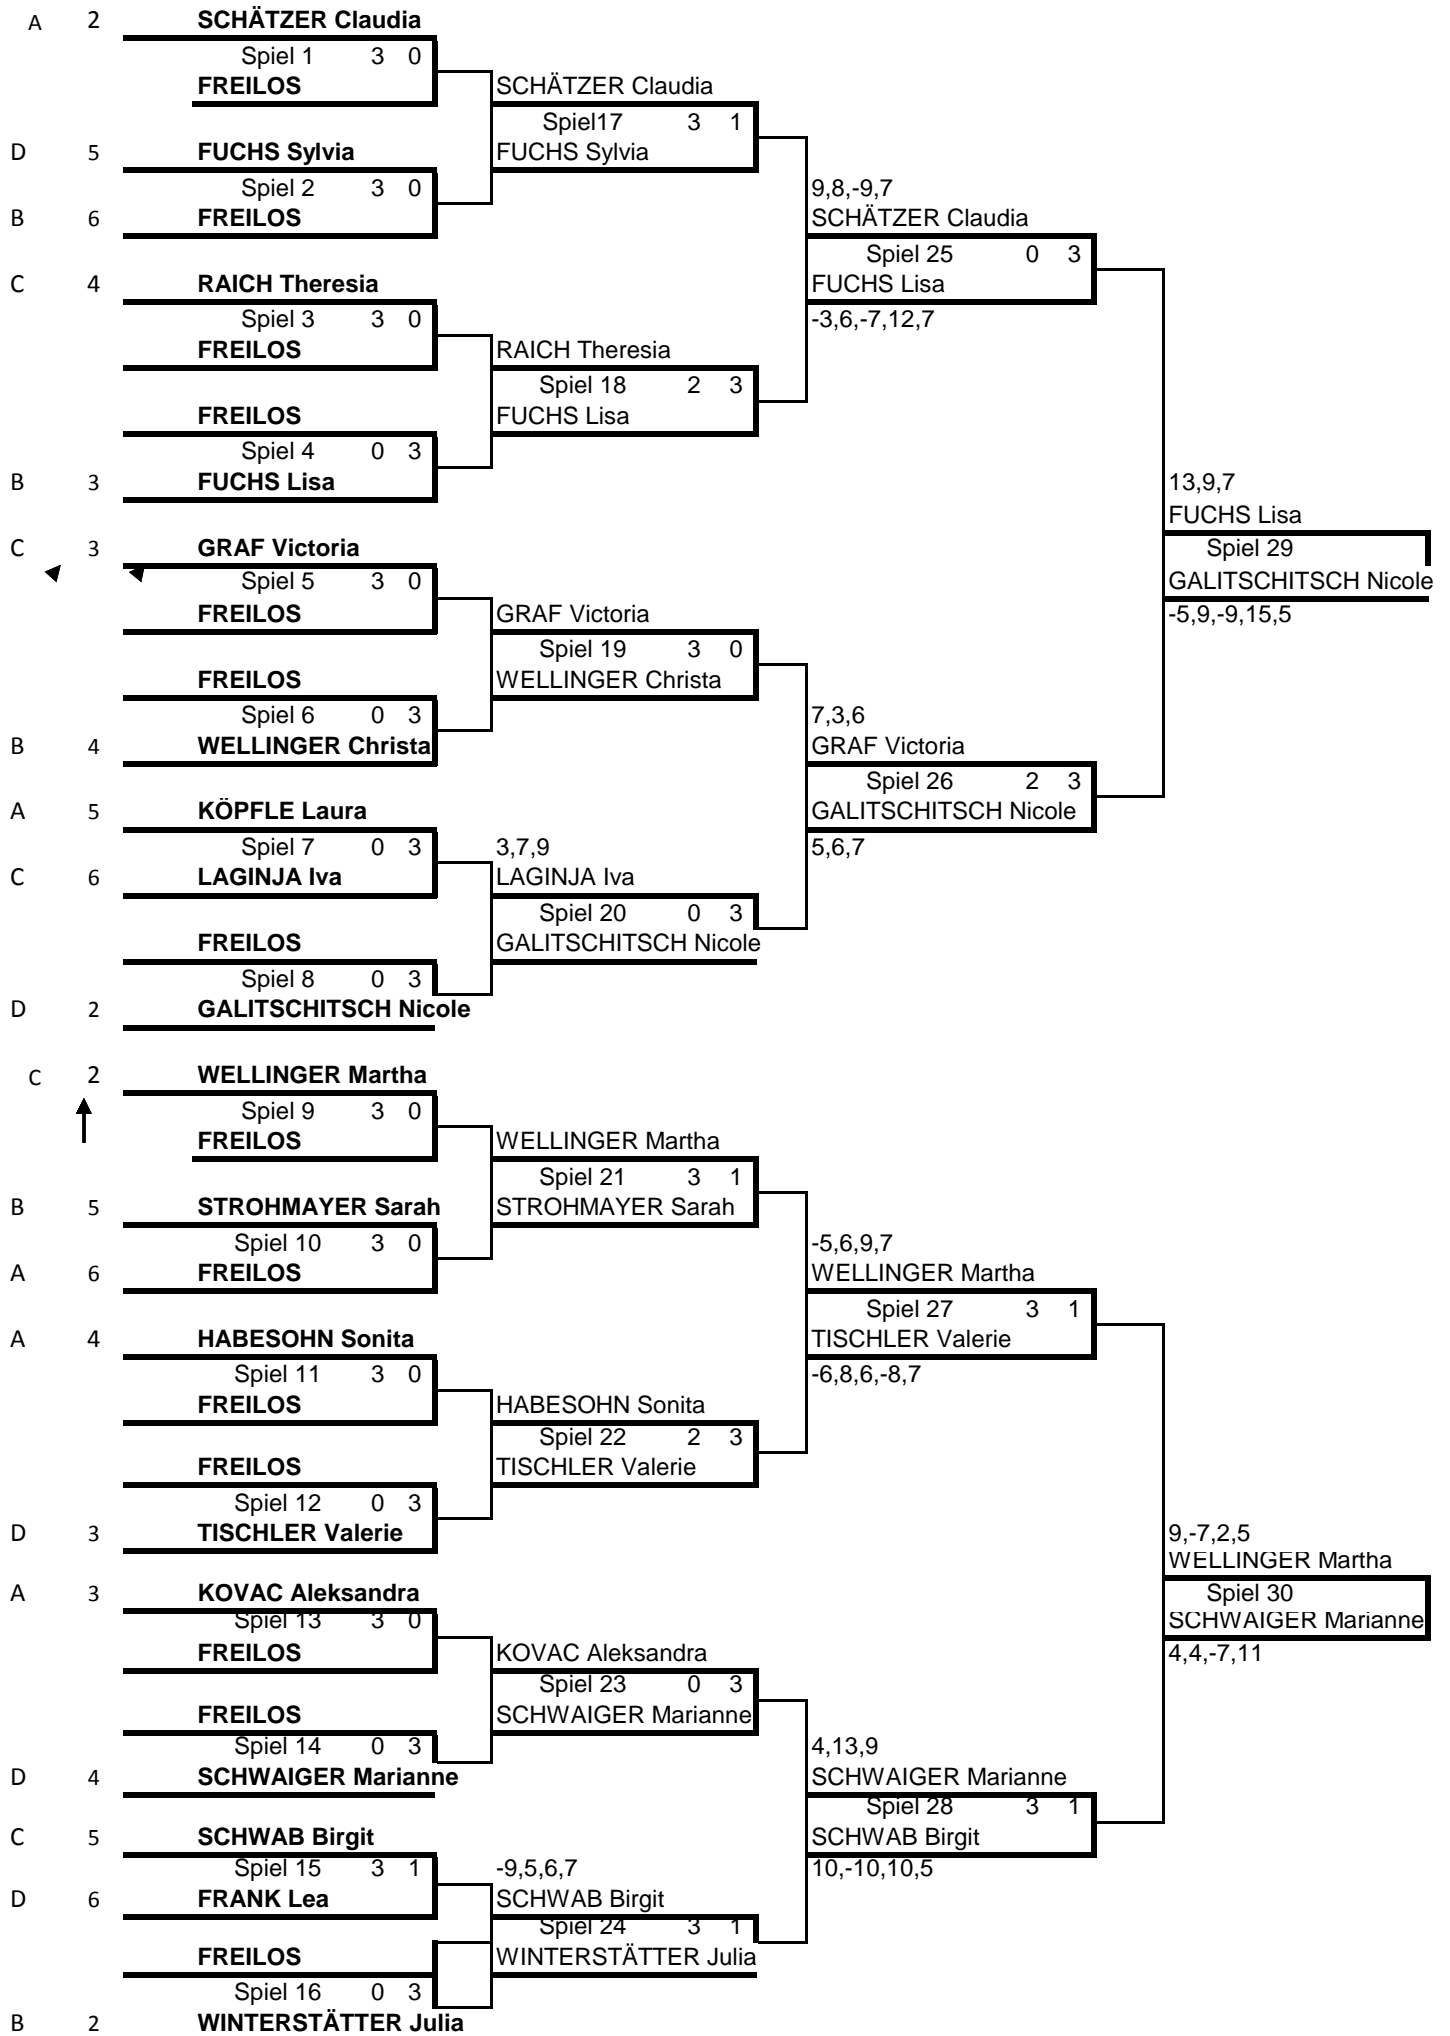 A 2 SCHÄTZER Claudia
Spiel 1 3 0
FREILOS SCHÄTZER Claudia
Spiel17 3 1
D 5 FUCHS Sylvia FUCHS Sylvia
Spiel 2 3 0 9,8,-9,7
B 6 FREILOS SCHÄTZER Claudia
Spiel 25 0 3
C 4 RAICH Theresia FUCHS Lisa
Spiel 3 3 0 -3,6,-7,12,7
FREILOS RAICH Theresia
Spiel 18 2 3
FREILOS FUCHS Lisa
Spiel 4 0 3
B 3 FUCHS Lisa 13,9,7
FUCHS Lisa
C 3 GRAF Victoria Spiel 29
Spiel 5 3 0 GALITSCHITSCH Nicole
FREILOS GRAF Victoria -5,9,-9,15,5
Spiel 19 3 0
FREILOS WELLINGER Christa
Spiel 6 0 3 7,3,6
B 4 WELLINGER Christa GRAF Victoria
Spiel 26 2 3
A 5 KÖPFLE Laura GALITSCHITSCH Nicole
Spiel 7 0 3 3,7,9 5,6,7
C 6 LAGINJA Iva LAGINJA Iva
Spiel 20 0 3
FREILOS GALITSCHITSCH Nicole
Spiel 8 0 3
D 2 GALITSCHITSCH Nicole
C 2 WELLINGER Martha
Spiel 9 3 0
FREILOS WELLINGER Martha
Spiel 21 3 1
B 5 STROHMAYER Sarah STROHMAYER Sarah
Spiel 10 3 0 -5,6,9,7
A 6 FREILOS WELLINGER Martha
Spiel 27 3 1
A 4 HABESOHN Sonita TISCHLER Valerie
Spiel 11 3 0 -6,8,6,-8,7
FREILOS HABESOHN Sonita
Spiel 22 2 3
FREILOS TISCHLER Valerie
Spiel 12 0 3
D 3 TISCHLER Valerie 9,-7,2,5
WELLINGER Martha
A 3 KOVAC Aleksandra Spiel 30
Spiel 13 3 0 SCHWAIGER Marianne
FREILOS KOVAC Aleksandra 4,4,-7,11
Spiel 23 0 3
FREILOS SCHWAIGER Marianne
Spiel 14 0 3 4,13,9
D 4 SCHWAIGER Marianne SCHWAIGER Marianne
Spiel 28 3 1
C 5 SCHWAB Birgit SCHWAB Birgit
Spiel 15 3 1 -9,5,6,7 10,-10,10,5
D 6 FRANK Lea SCHWAB Birgit
Spiel 24 3 1
FREILOS WINTERSTÄTTER Julia
Spiel 16 0 3
B 2 WINTERSTÄTTER Julia